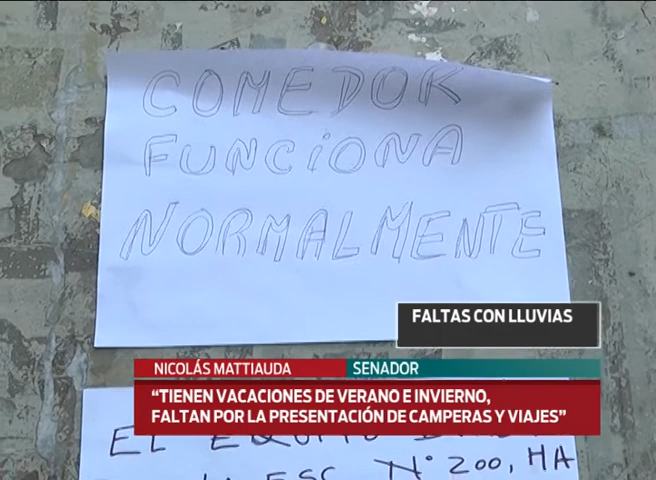 COMEDOR
FUNCIONA
NORMALMENTE
FALTAS CON LLUVIAS
NICOLÁS MATTIAUDA SENADOR
“TIENEN VACACIONES DE VERANO E INVIERNO,
FALTAN POR LA PRESENTACIÓN DE CAMPERAS Y VIAJES”
EL EQUIPO
ESC. N° 200, HA